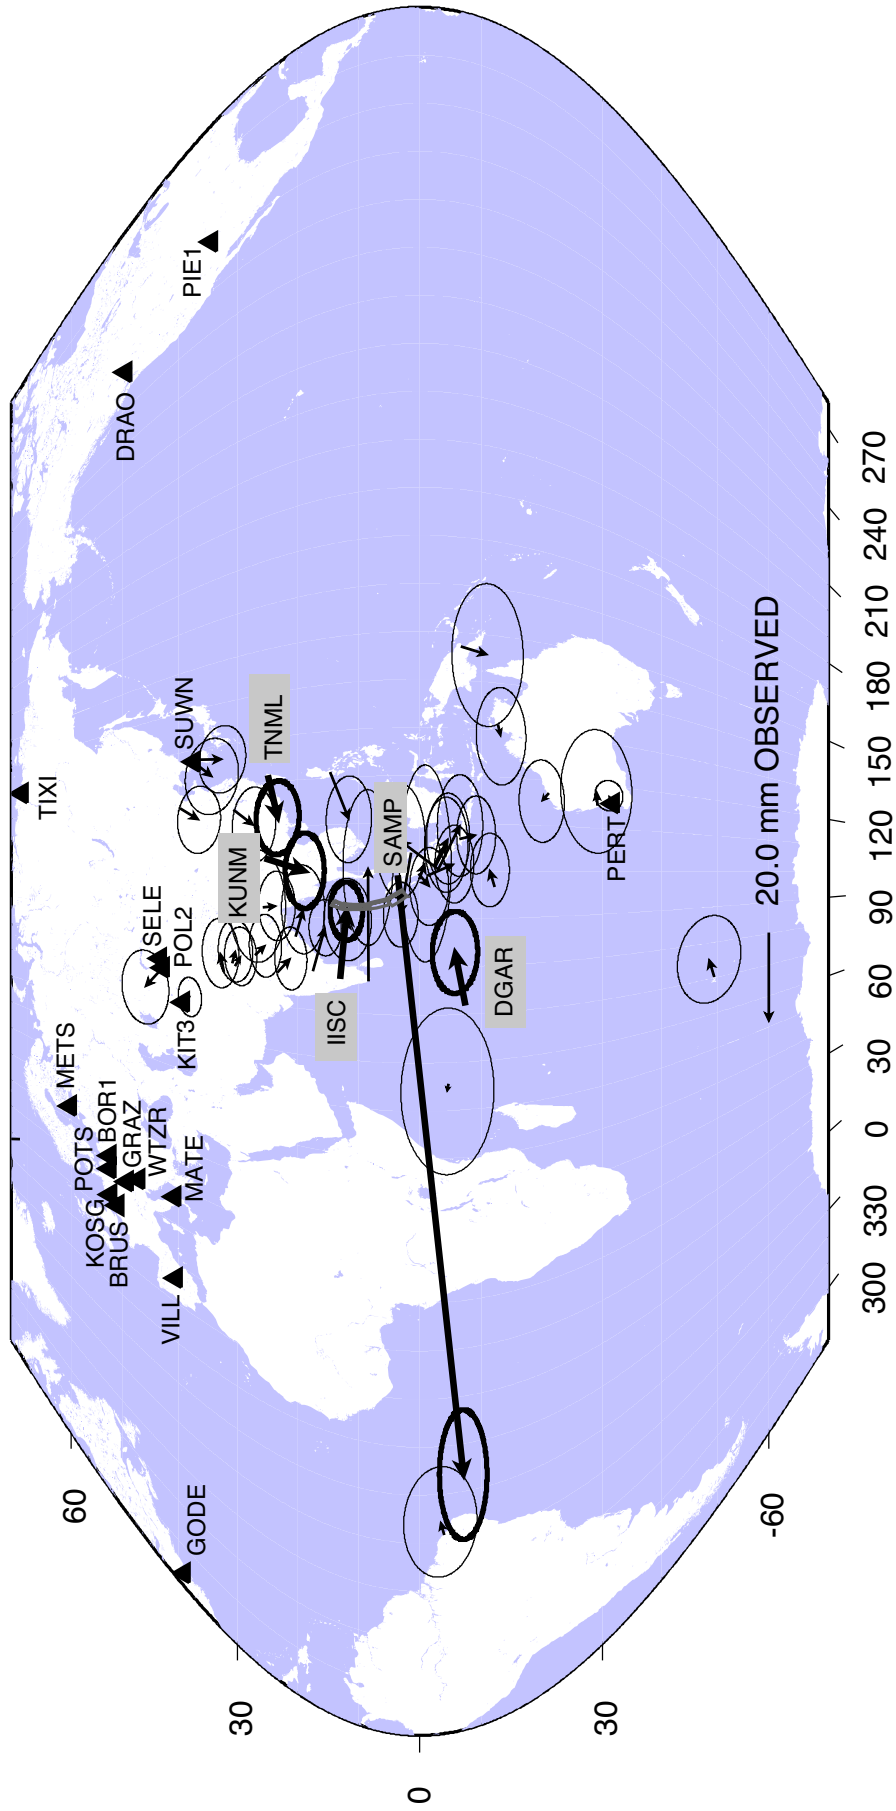 60
30
0
30
-60
300
330
0
30
60
90
120
150
180
210
240
270
GODE
VILL
BRUS
KOSG
POTS
BOR1
GRAZ
WTZR
MATE
METS
KIT3
POL2
SELE
TIXI
SUWN
TNML
KUNM
IISC
SAMP
DGAR
PERT
DRAO
PIE1
20.0 mm OBSERVED